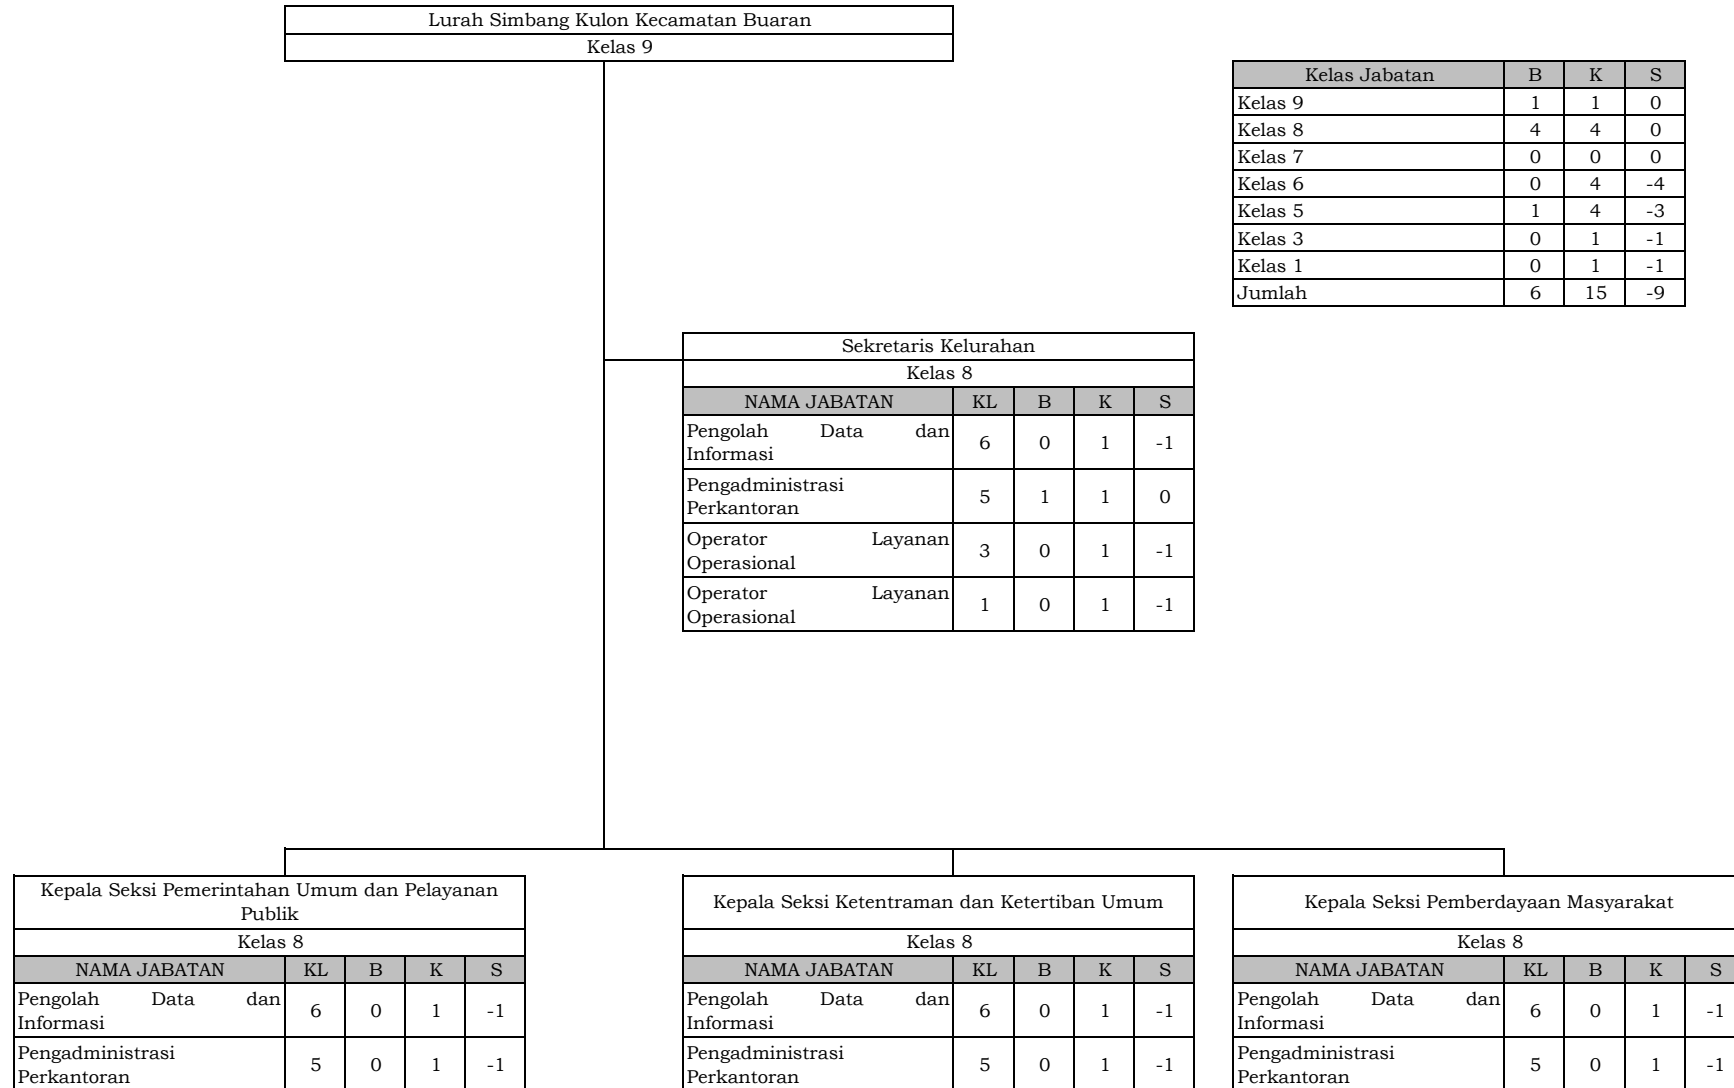 Lurah Simbang Kulon Kecamatan Buaran
Kelas 9
Kelas Jabatan B K S
Kelas 9 1 1 0
Kelas 8 4 4 0
Kelas 7 0 0 0
Kelas 6 0 4 -4
Kelas 5 1 4 -3
Kelas 3 0 1 -1
Kelas 1 0 1 -1
Jumlah 6 15 -9
Sekretaris Kelurahan
Kelas 8
NAMA JABATAN KL B K S
Pengolah Data dan
Informasi 6 0 1 -1
Pengadministrasi
Perkantoran 5 1 1 0
Operator Layanan
Operasional 3 0 1 -1
Operator Layanan
Operasional 1 0 1 -1
Kepala Seksi Pemerintahan Umum dan Pelayanan
Publik
Kelas 8
NAMA JABATAN KL B K S
Pengolah Data dan
Informasi 6 0 1 -1
Pengadministrasi
Perkantoran 5 0 1 -1
Kepala Seksi Ketentraman dan Ketertiban Umum
Kelas 8
NAMA JABATAN KL B K S
Pengolah Data dan
Informasi 6 0 1 -1
Pengadministrasi
Perkantoran 5 0 1 -1
Kepala Seksi Pemberdayaan Masyarakat
Kelas 8
NAMA JABATAN KL B K S
Pengolah Data dan
Informasi 6 0 1 -1
Pengadministrasi
Perkantoran 5 0 1 -1